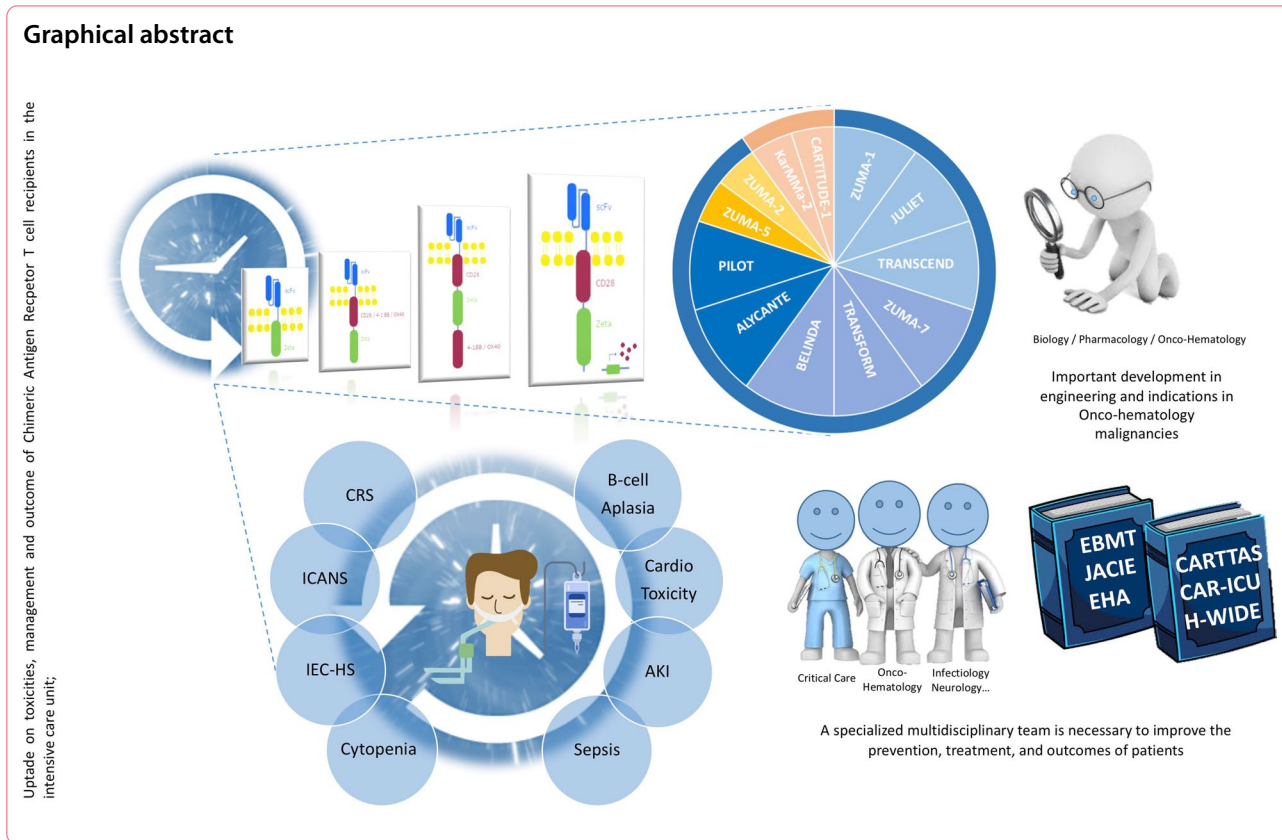 Graphical abstract
Uptade on toxicities, management and outcome of Chimeric Antigen Recpetor T cell recipients in the
intensive care unit;
scFv
Zeta
scFv
CD28 / 4-1 BB / OX40
Zeta
scFv
CD28
Zeta
4-1BB / OX40
scFv
CD28
Zeta
ZUMA-1
JULIET
TRANSCEND
ZUMA-7
TRANSFORM
BELINDA
ALYCANTE
PILOT
ZUMA-5
ZUMA-2
KarMMa-2
CARTITUDE-1
Biology / Pharmacology / Onco-Hematology
Important development in
engineering and indications in
Onco-hematology
malignancies
CRS
ICANS
IEC-HS
Cytopenia
B-cell
Aplasia
Cardio
Toxicity
AKI
Sepsis
Critical Care
Onco-
Hematology
Infectiology
Neurology...
EBMT
JACIE
EHA
CARTTAS
CAR-ICU
H-WIDE
A specialized multidisciplinary team is necessary to improve the
prevention, treatment, and outcomes of patients